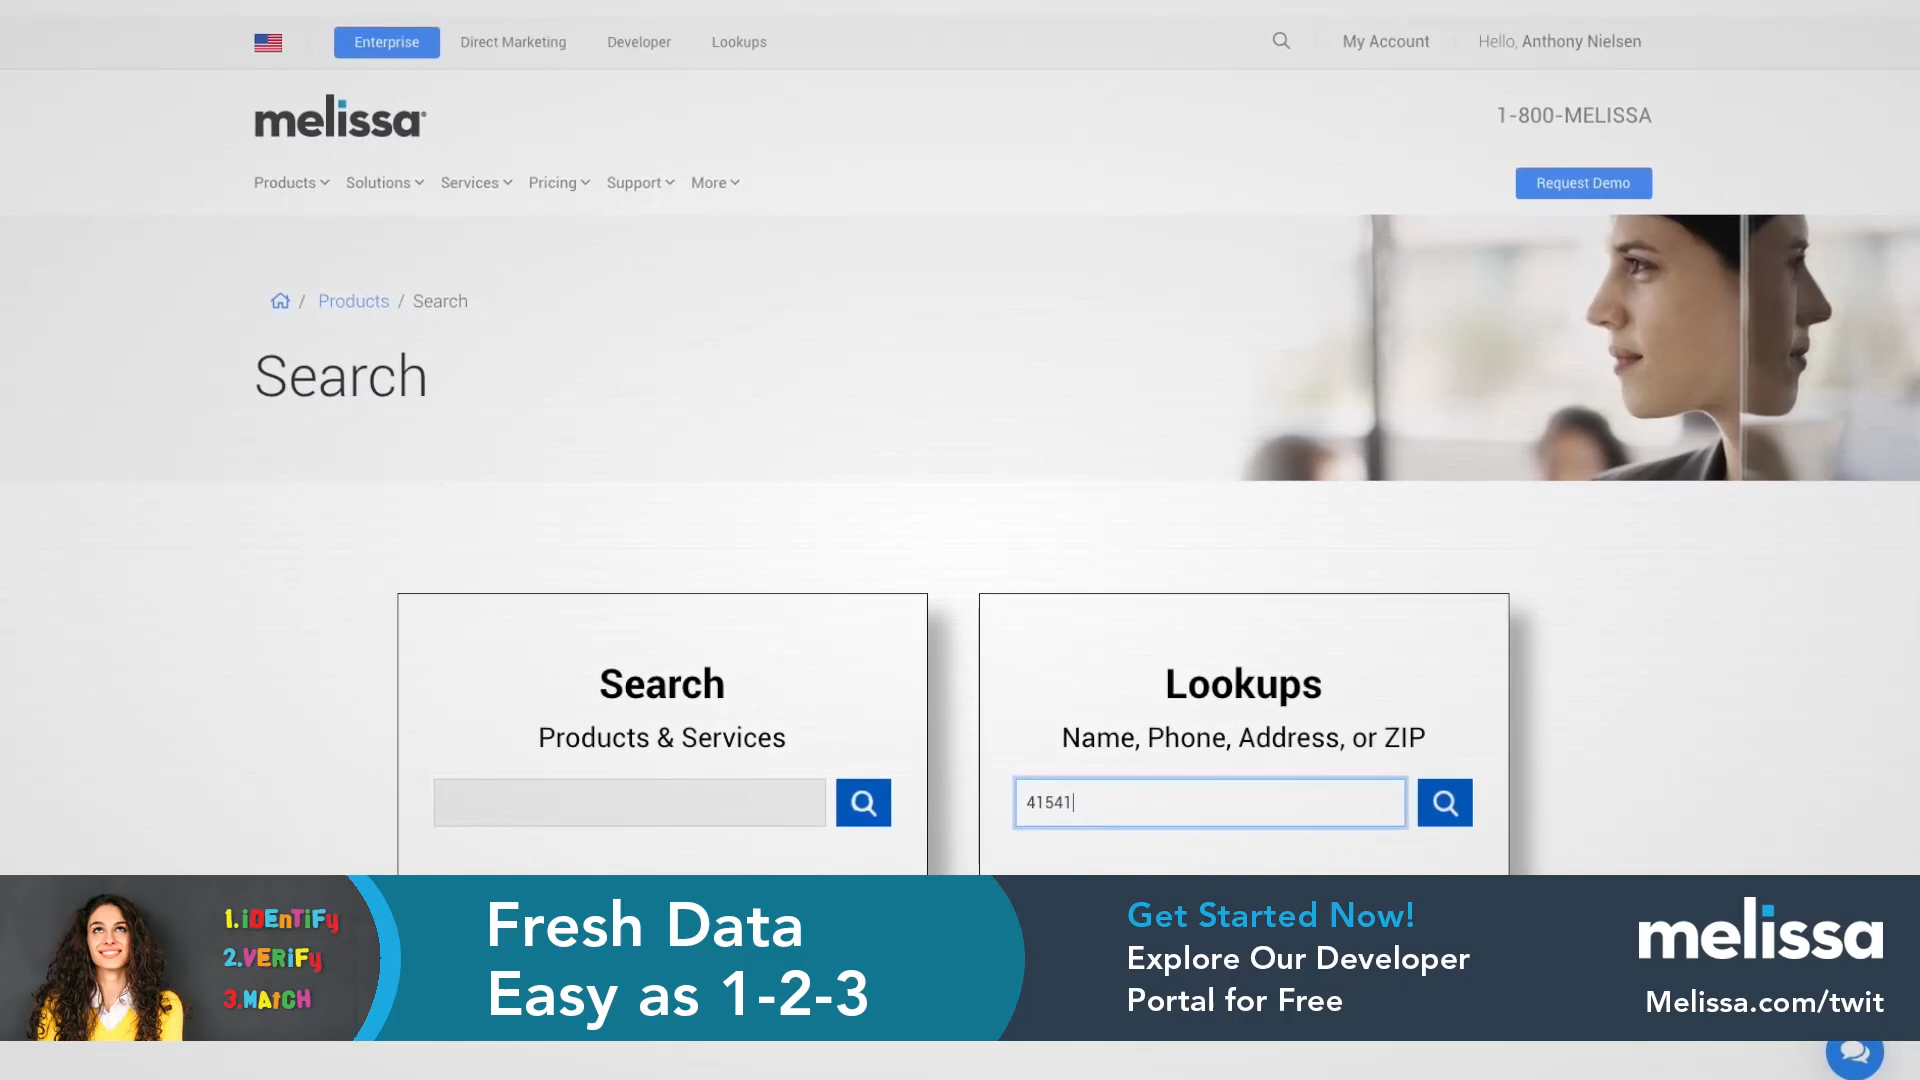 Enterprise Direct Marketing Developer Lookups My Account Hello, Anthony Nielsen
melissa®
1-800-MELISSA
Products Solutions Services Pricing Support More Request Demo
/ Products / Search
Search
Search
Products & Services
Lookups
Name, Phone, Address, or ZIP
41541
1.iDEnTiFy
2.VERiFy
3.MAtCH
Fresh Data
Easy as 1-2-3
Get Started Now!
Explore Our Developer
Portal for Free
melissa
Melissa.com/twit